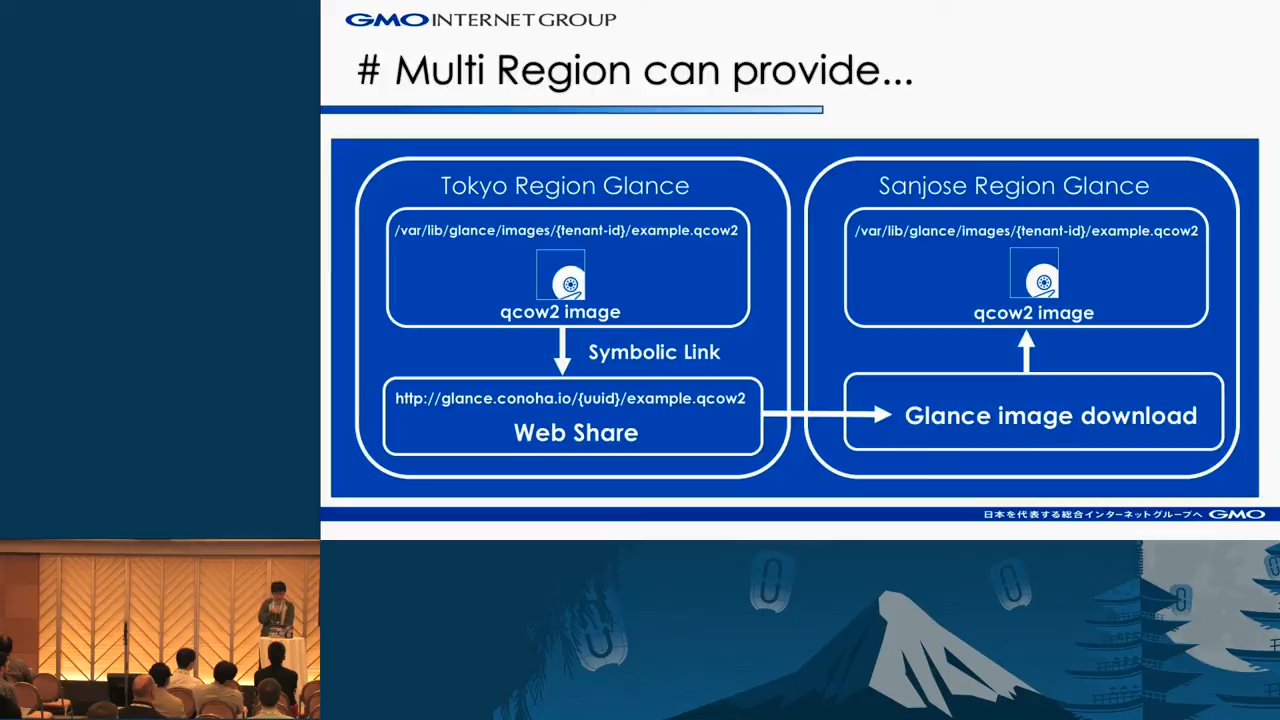 GMO INTERNET GROUP
# Multi Region can provide...
Tokyo Region Glance
/var/lib/glance/images/{tenant-id}/example.qcow2
qcow2 image
Symbolic Link
http://glance.conoha.io/{uuid}/example.qcow2
Web Share
Sanjose Region Glance
/var/lib/glance/images/{tenant-id}/example.qcow2
qcow2 image
Glance image download
日本を代表する総合インターネットグループへ GMO